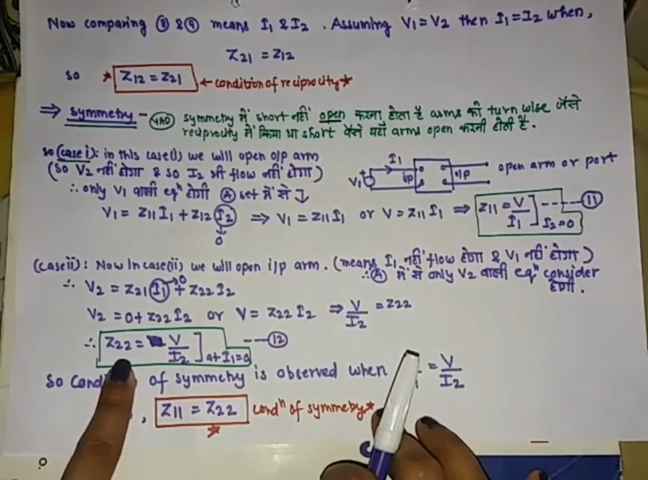 Now comparing ⑧ & ⑨ means I1 & I2. Assuming V1 = V2 then I1 = I2 when,
Z21 = Z12
so * Z12 = Z21 ← condition of reciprocity *
⇒ symmetry - symmetry में short नहीं open करना होता है arms को turn wise जैसे
reciprocity में किया था short वैसे यहाँ arms open करनी होती है.
so (case i): in this case(i) we will open o/p arm
(so V2 नहीं होगा & so I2 भी flow नहीं होगा)
I1 V1 i/p o/p open arm or port
∴ only V1 वाली eqn होगी Ⓐ set में से ↓
V1 = Z11 I1 + Z12 I2 ⇒ V1 = Z11 I1 or V = Z11 I1 ⇒ Z11 = V/I1 ] I2=0 --- ⑪
0
(case ii): Now in case(ii) we will open i/p arm. (means I1 नहीं flow होगा & V1 नहीं होगा)
∴ Ⓐ में से only V2 वाली eqn consider होगी.
∴ V2 = Z21 I1 →0 + Z22 I2
V2 = 0 + Z22 I2 or V = Z22 I2 ⇒ V/I2 = Z22
∴ Z22 = V/I2 ] at I1=0 --- ⑫
So of symmetry is observed when = V/I2
, Z11 = Z22 condn of symmetry *
*